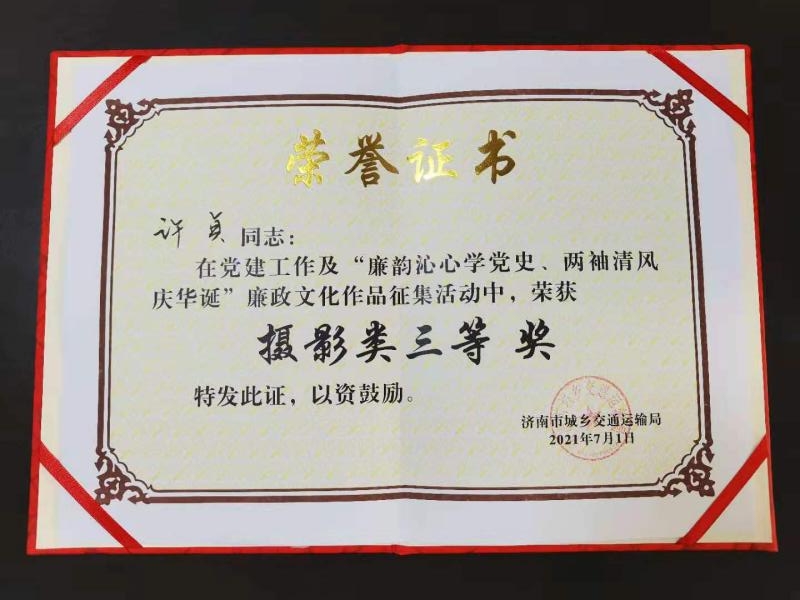 荣誉证书
许英同志：
在党建工作及“廉韵沁心学党史、两袖清风
庆华诞”廉政文化作品征集活动中，荣获
摄影类三等奖
特发此证，以资鼓励。
济南市城乡交通运输局
2021年7月1日